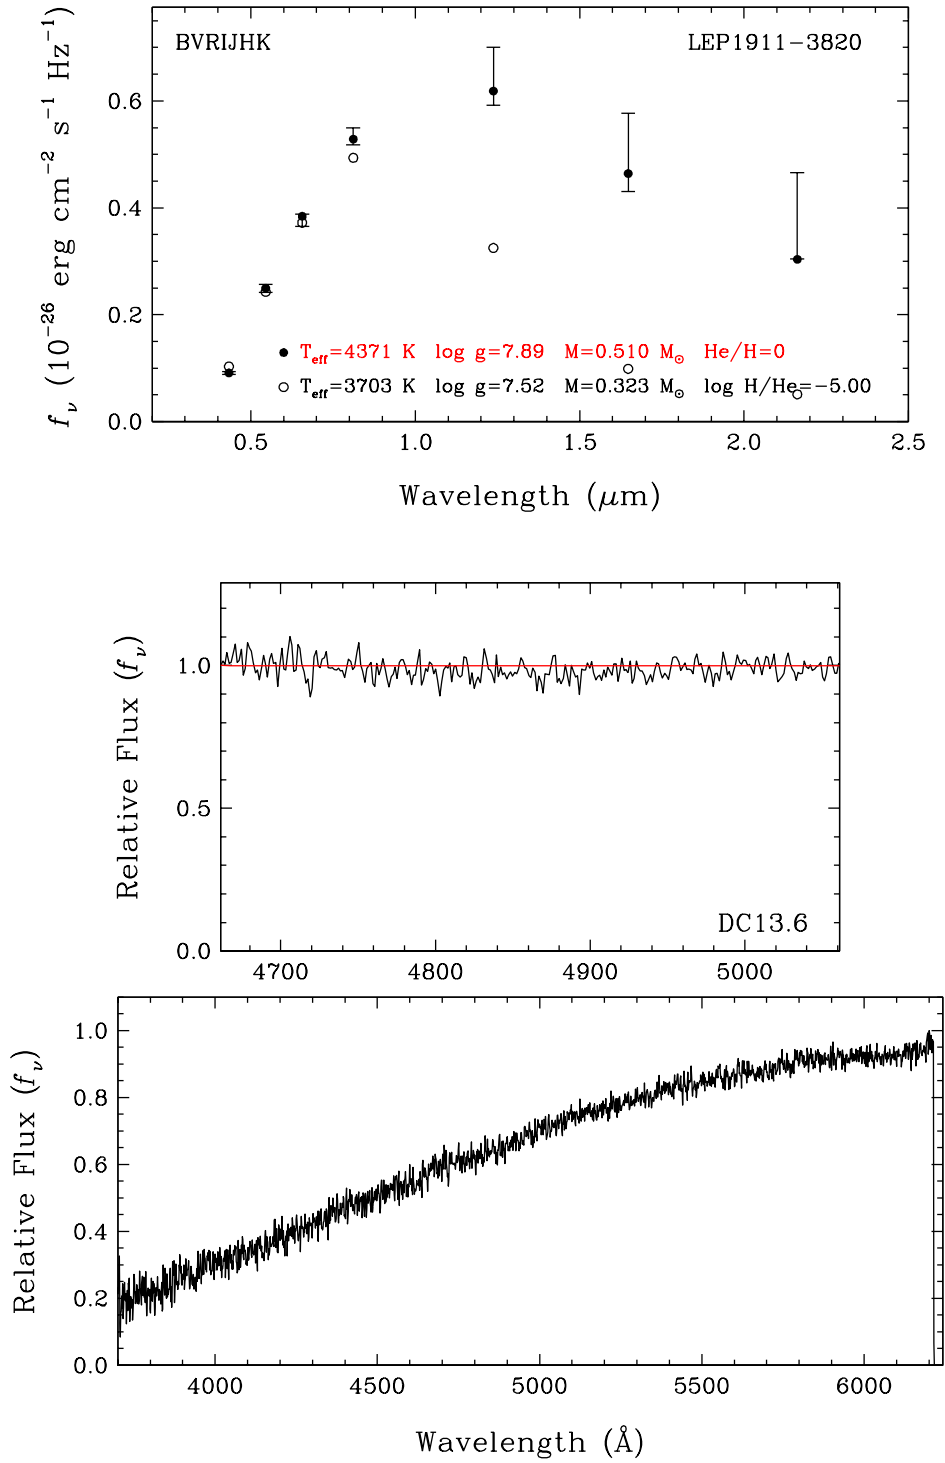 BVRIJHK LEP1911−3820
f_ν (10^−26 erg cm^−2 s^−1 Hz^−1)
0.6
0.4
0.2
0.0
T_eff=4371 K log g=7.89 M=0.510 M_⊙ He/H=0
T_eff=3703 K log g=7.52 M=0.323 M_⊙ log H/He=−5.00
0.5 1.0 1.5 2.0 2.5
Wavelength (μm)
Relative Flux (f_ν)
1.0
0.5
0.0
DC13.6
4700 4800 4900 5000
Relative Flux (f_ν)
1.0
0.8
0.6
0.4
0.2
0.0
4000 4500 5000 5500 6000
Wavelength (Å)